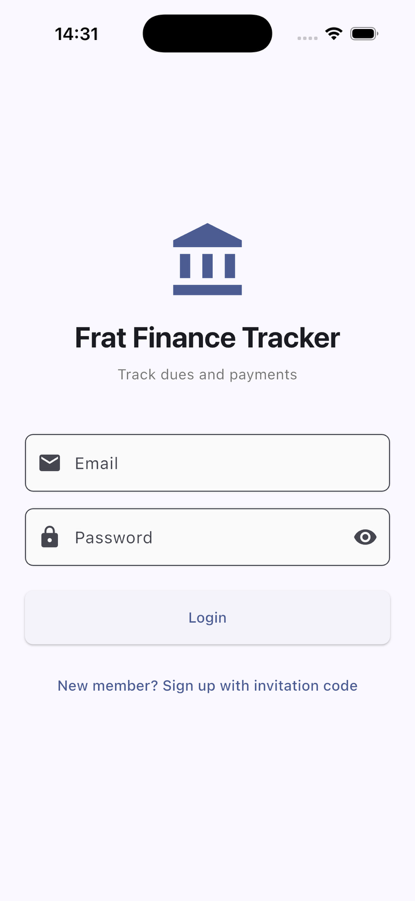 14:31
Frat Finance Tracker
Track dues and payments
Email
Password
Login
New member? Sign up with invitation code